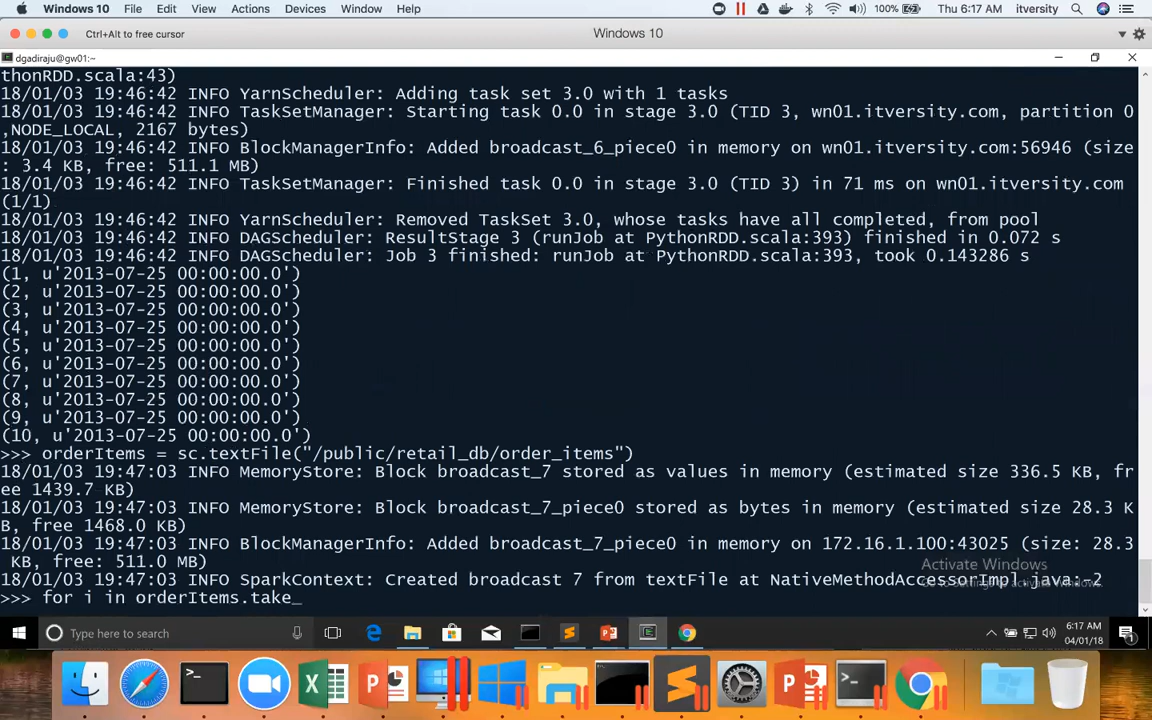 Windows 10 File Edit View Actions Devices Window Help 100% Thu 6:17 AM itversity
Ctrl+Alt to free cursor Windows 10
dgadiraju@gw01:~
thonRDD.scala:43)
18/01/03 19:46:42 INFO YarnScheduler: Adding task set 3.0 with 1 tasks
18/01/03 19:46:42 INFO TaskSetManager: Starting task 0.0 in stage 3.0 (TID 3, wn01.itversity.com, partition 0
,NODE_LOCAL, 2167 bytes)
18/01/03 19:46:42 INFO BlockManagerInfo: Added broadcast_6_piece0 in memory on wn01.itversity.com:56946 (size
: 3.4 KB, free: 511.1 MB)
18/01/03 19:46:42 INFO TaskSetManager: Finished task 0.0 in stage 3.0 (TID 3) in 71 ms on wn01.itversity.com
(1/1)
18/01/03 19:46:42 INFO YarnScheduler: Removed TaskSet 3.0, whose tasks have all completed, from pool
18/01/03 19:46:42 INFO DAGScheduler: ResultStage 3 (runJob at PythonRDD.scala:393) finished in 0.072 s
18/01/03 19:46:42 INFO DAGScheduler: Job 3 finished: runJob at PythonRDD.scala:393, took 0.143286 s
(1, u'2013-07-25 00:00:00.0')
(2, u'2013-07-25 00:00:00.0')
(3, u'2013-07-25 00:00:00.0')
(4, u'2013-07-25 00:00:00.0')
(5, u'2013-07-25 00:00:00.0')
(6, u'2013-07-25 00:00:00.0')
(7, u'2013-07-25 00:00:00.0')
(8, u'2013-07-25 00:00:00.0')
(9, u'2013-07-25 00:00:00.0')
(10, u'2013-07-25 00:00:00.0')
>>> orderItems = sc.textFile("/public/retail_db/order_items")
18/01/03 19:47:03 INFO MemoryStore: Block broadcast_7 stored as values in memory (estimated size 336.5 KB, fr
ee 1439.7 KB)
18/01/03 19:47:03 INFO MemoryStore: Block broadcast_7_piece0 stored as bytes in memory (estimated size 28.3 K
B, free 1468.0 KB)
18/01/03 19:47:03 INFO BlockManagerInfo: Added broadcast_7_piece0 in memory on 172.16.1.100:43025 (size: 28.3
 KB, free: 511.0 MB)
Activate Windows
18/01/03 19:47:03 INFO SparkContext: Created broadcast 7 from textFile at NativeMethodAccessorImpl.java:-2
>>> for i in orderItems.take_
Type here to search 6:17 AM
04/01/18